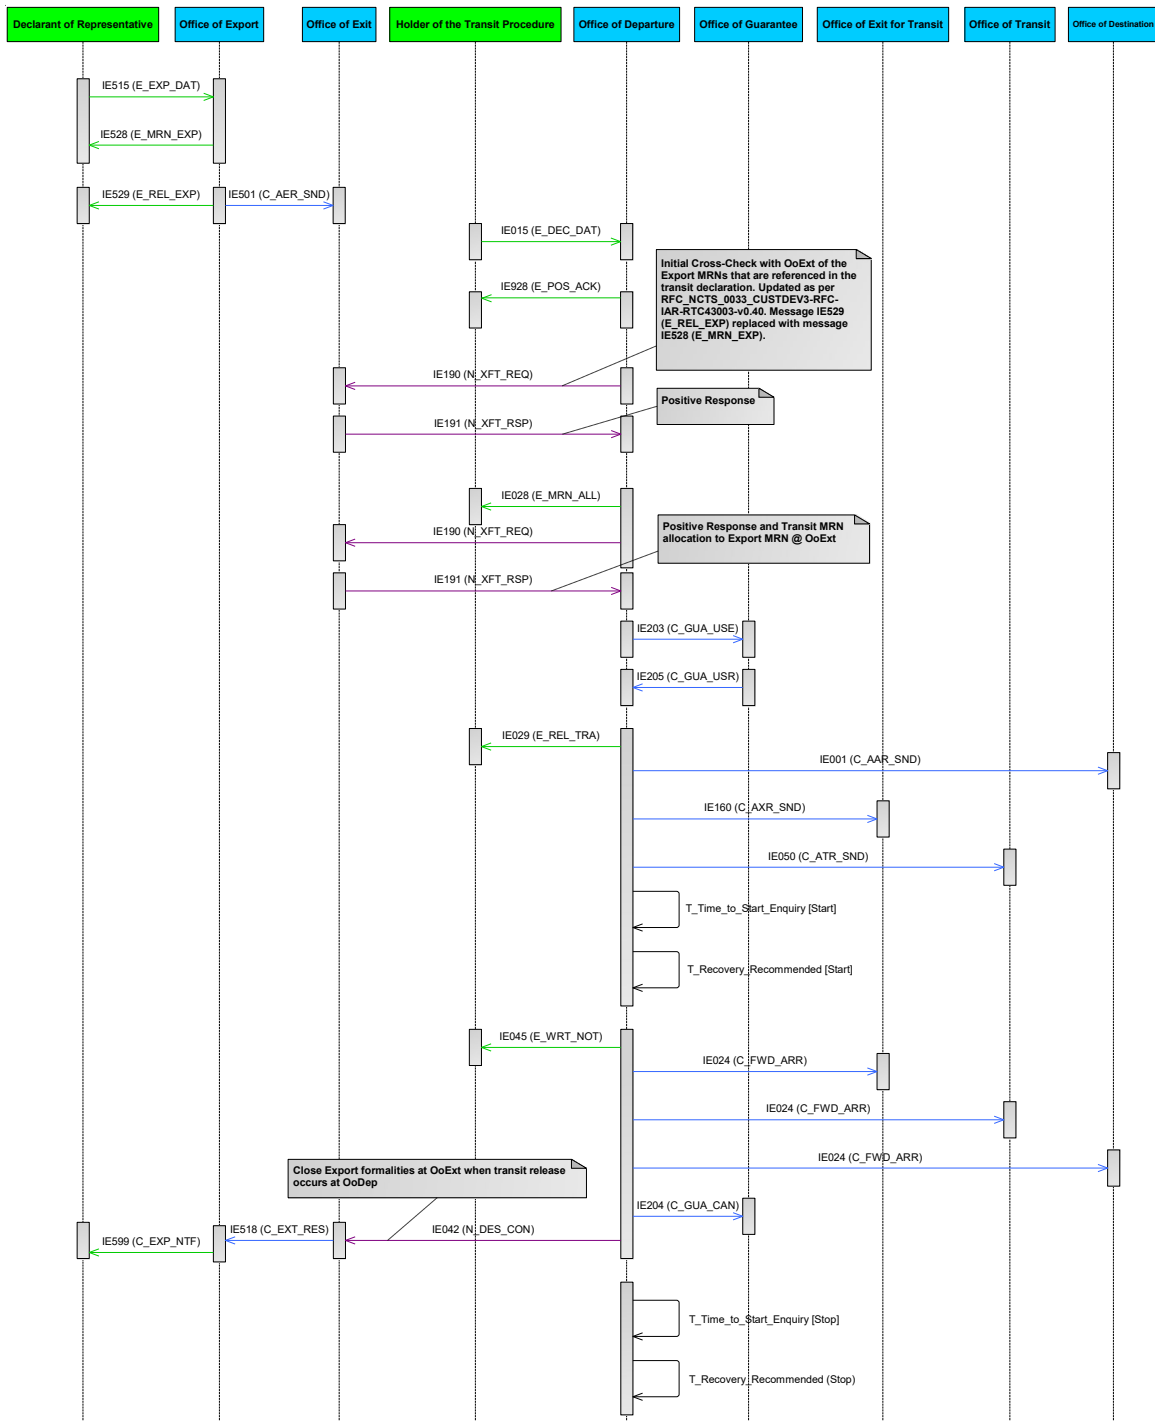 Declarant of Representative
Office of Export
Office of Exit
Holder of the Transit Procedure
Office of Departure
Office of Guarantee
Office of Exit for Transit
Office of Transit
Office of Destination
IE515 (E_EXP_DAT)
IE528 (E_MRN_EXP)
IE529 (E_REL_EXP)
IE501 (C_AER_SND)
IE015 (E_DEC_DAT)
Initial Cross-Check with OoExt of the
Export MRNs that are referenced in the
transit declaration. Updated as per
RFC_NCTS_0033_CUSTDEV3-RFC-
IAR-RTC43003-v0.40. Message IE529
(E_REL_EXP) replaced with message
IE528 (E_MRN_EXP).
IE928 (E_POS_ACK)
IE190 (N_XFT_REQ)
Positive Response
IE191 (N_XFT_RSP)
IE028 (E_MRN_ALL)
Positive Response and Transit MRN
allocation to Export MRN @ OoExt
IE190 (N_XFT_REQ)
IE191 (N_XFT_RSP)
IE203 (C_GUA_USE)
IE205 (C_GUA_USR)
IE029 (E_REL_TRA)
IE001 (C_AAR_SND)
IE160 (C_AXR_SND)
IE050 (C_ATR_SND)
T_Time_to_Start_Enquiry [Start]
T_Recovery_Recommended [Start]
IE045 (E_WRT_NOT)
IE024 (C_FWD_ARR)
IE024 (C_FWD_ARR)
IE024 (C_FWD_ARR)
Close Export formalities at OoExt when transit release
occurs at OoDep
IE204 (C_GUA_CAN)
IE042 (N_DES_CON)
IE518 (C_EXT_RES)
IE599 (C_EXP_NTF)
T_Time_to_Start_Enquiry [Stop]
T_Recovery_Recommended (Stop)